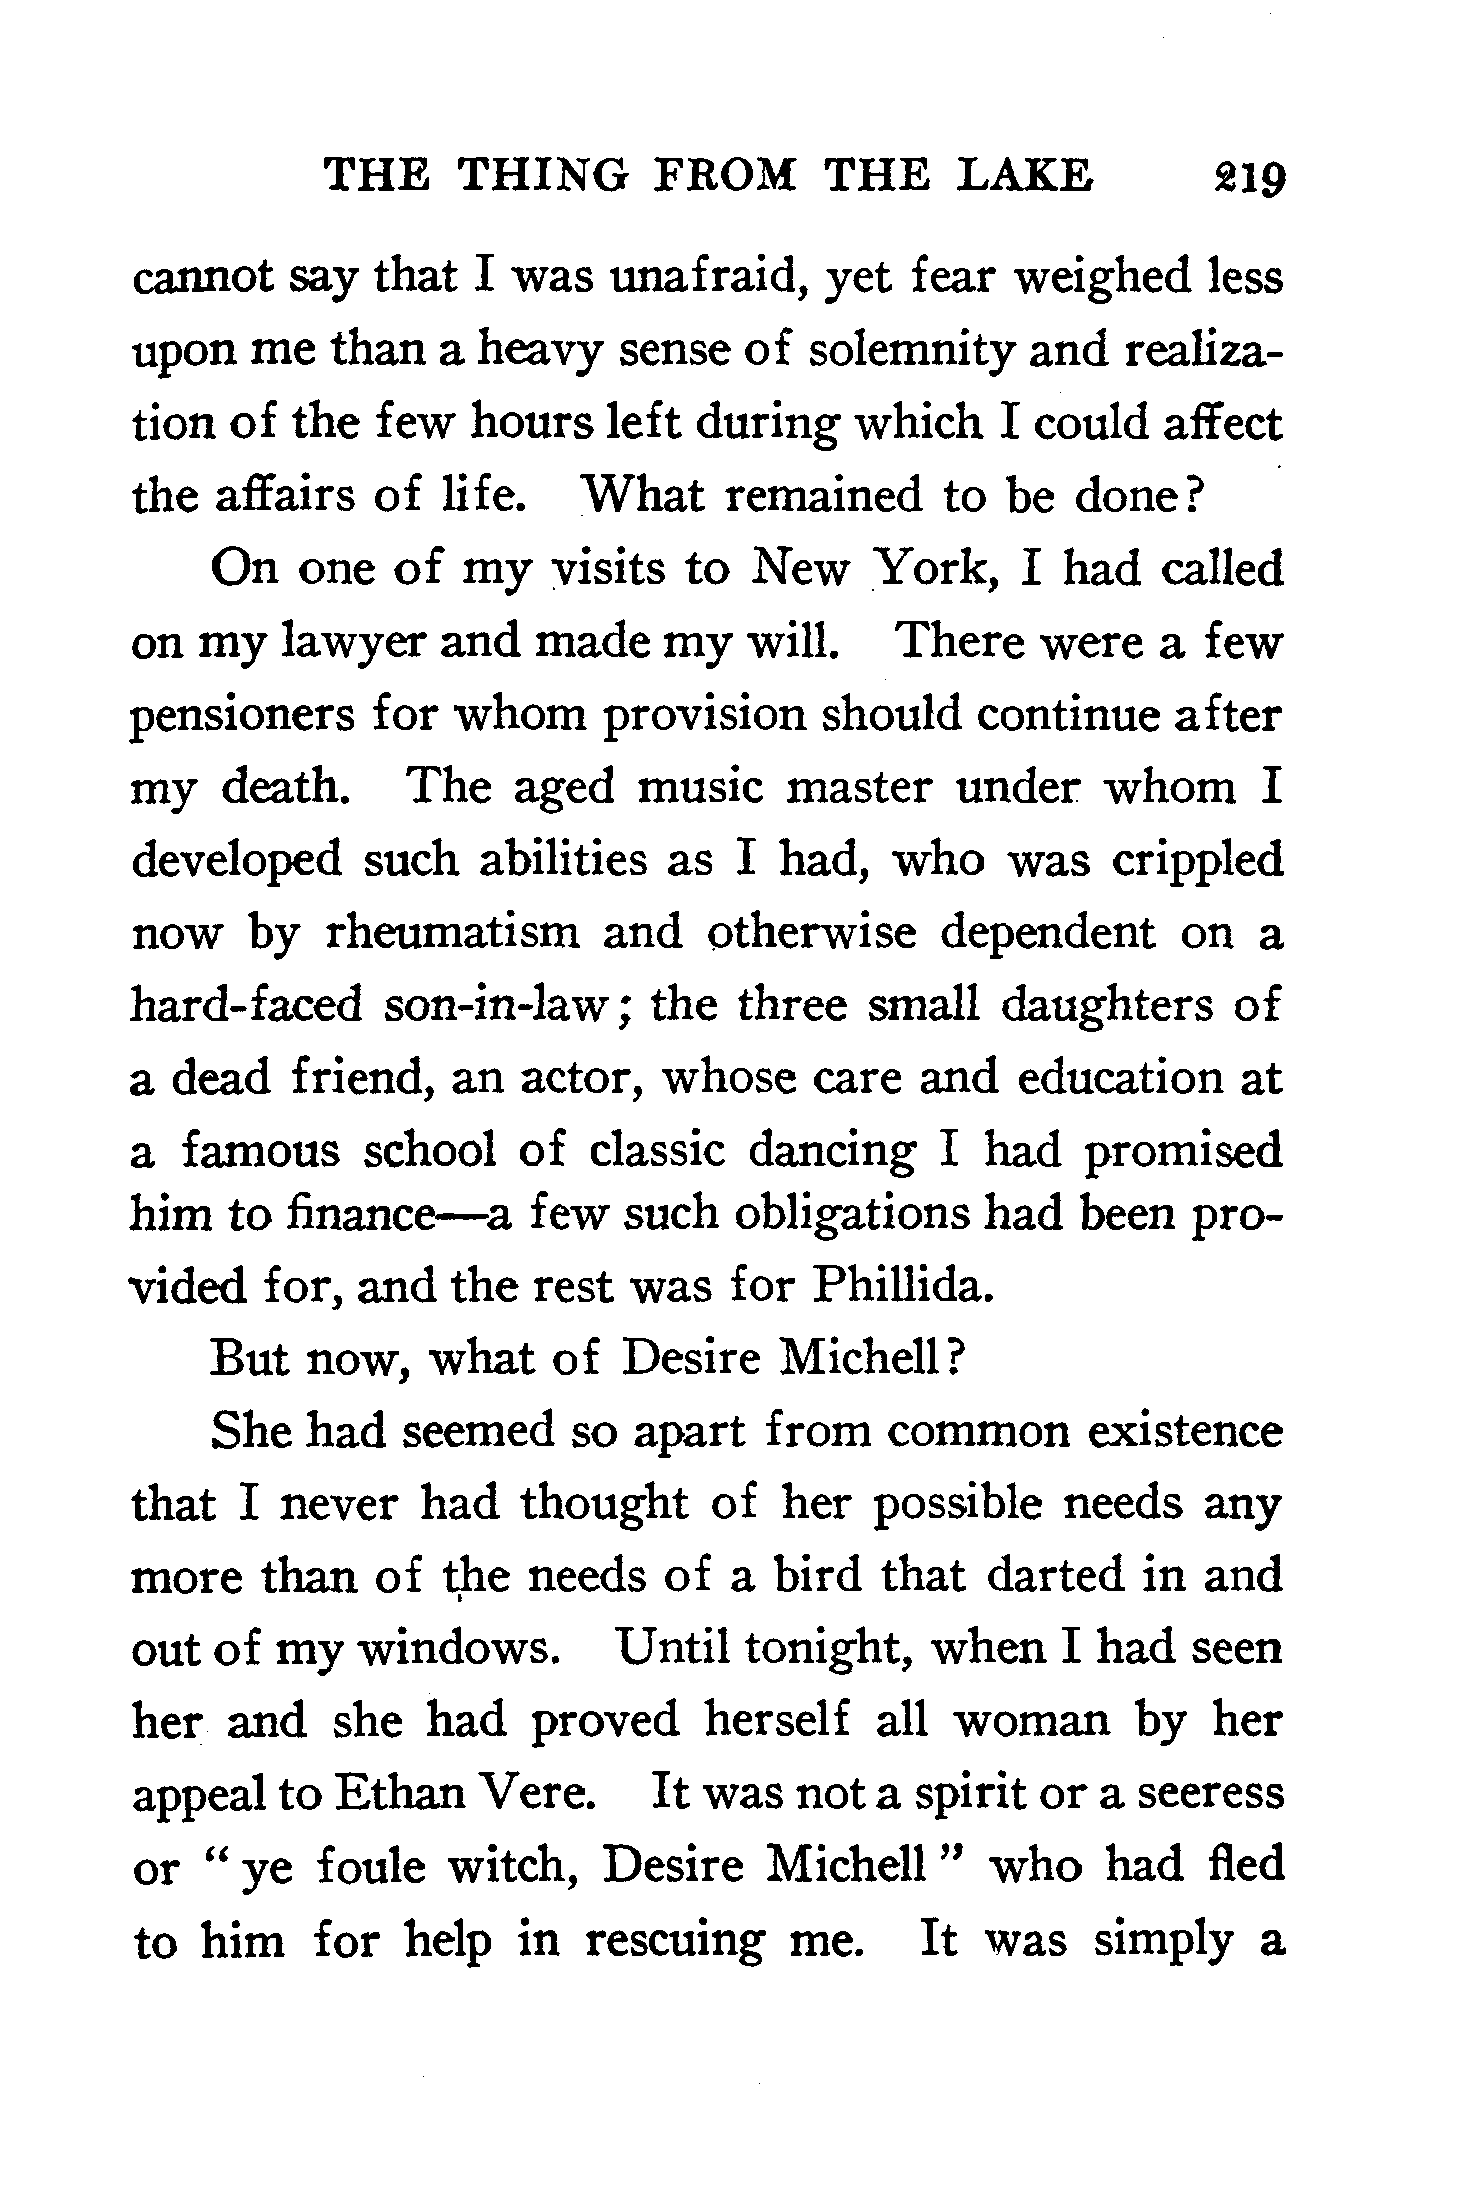 THE THING FROM THE LAKE 219
cannot say that I was unafraid, yet fear weighed less
upon me than a heavy sense of solemnity and realiza-
tion of the few hours left during which I could affect
the affairs of life. What remained to be done?
On one of my visits to New York, I had called
on my lawyer and made my will. There were a few
pensioners for whom provision should continue after
my death. The aged music master under whom I
developed such abilities as I had, who was crippled
now by rheumatism and otherwise dependent on a
hard-faced son-in-law; the three small daughters of
a dead friend, an actor, whose care and education at
a famous school of classic dancing I had promised
him to finance—a few such obligations had been pro-
vided for, and the rest was for Phillida.
But now, what of Desire Michell?
She had seemed so apart from common existence
that I never had thought of her possible needs any
more than of the needs of a bird that darted in and
out of my windows. Until tonight, when I had seen
her and she had proved herself all woman by her
appeal to Ethan Vere. It was not a spirit or a seeress
or “ye foule witch, Desire Michell” who had fled
to him for help in rescuing me. It was simply a